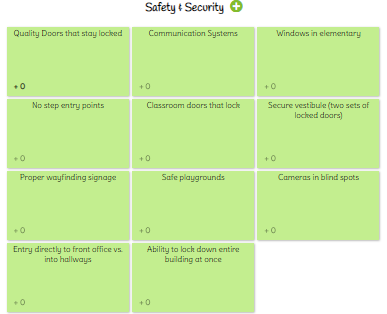 Safety & Security
Quality Doors that stay locked
+ 0
Communication Systems
+ 0
Windows in elementary
+ 0
No step entry points
+ 0
Classroom doors that lock
+ 0
Secure vestibule (two sets of
locked doors)
+ 0
Proper wayfinding signage
+ 0
Safe playgrounds
+ 0
Cameras in blind spots
+ 0
Entry directly to front office vs.
into hallways
+ 0
Ability to lock down entire
building at once
+ 0